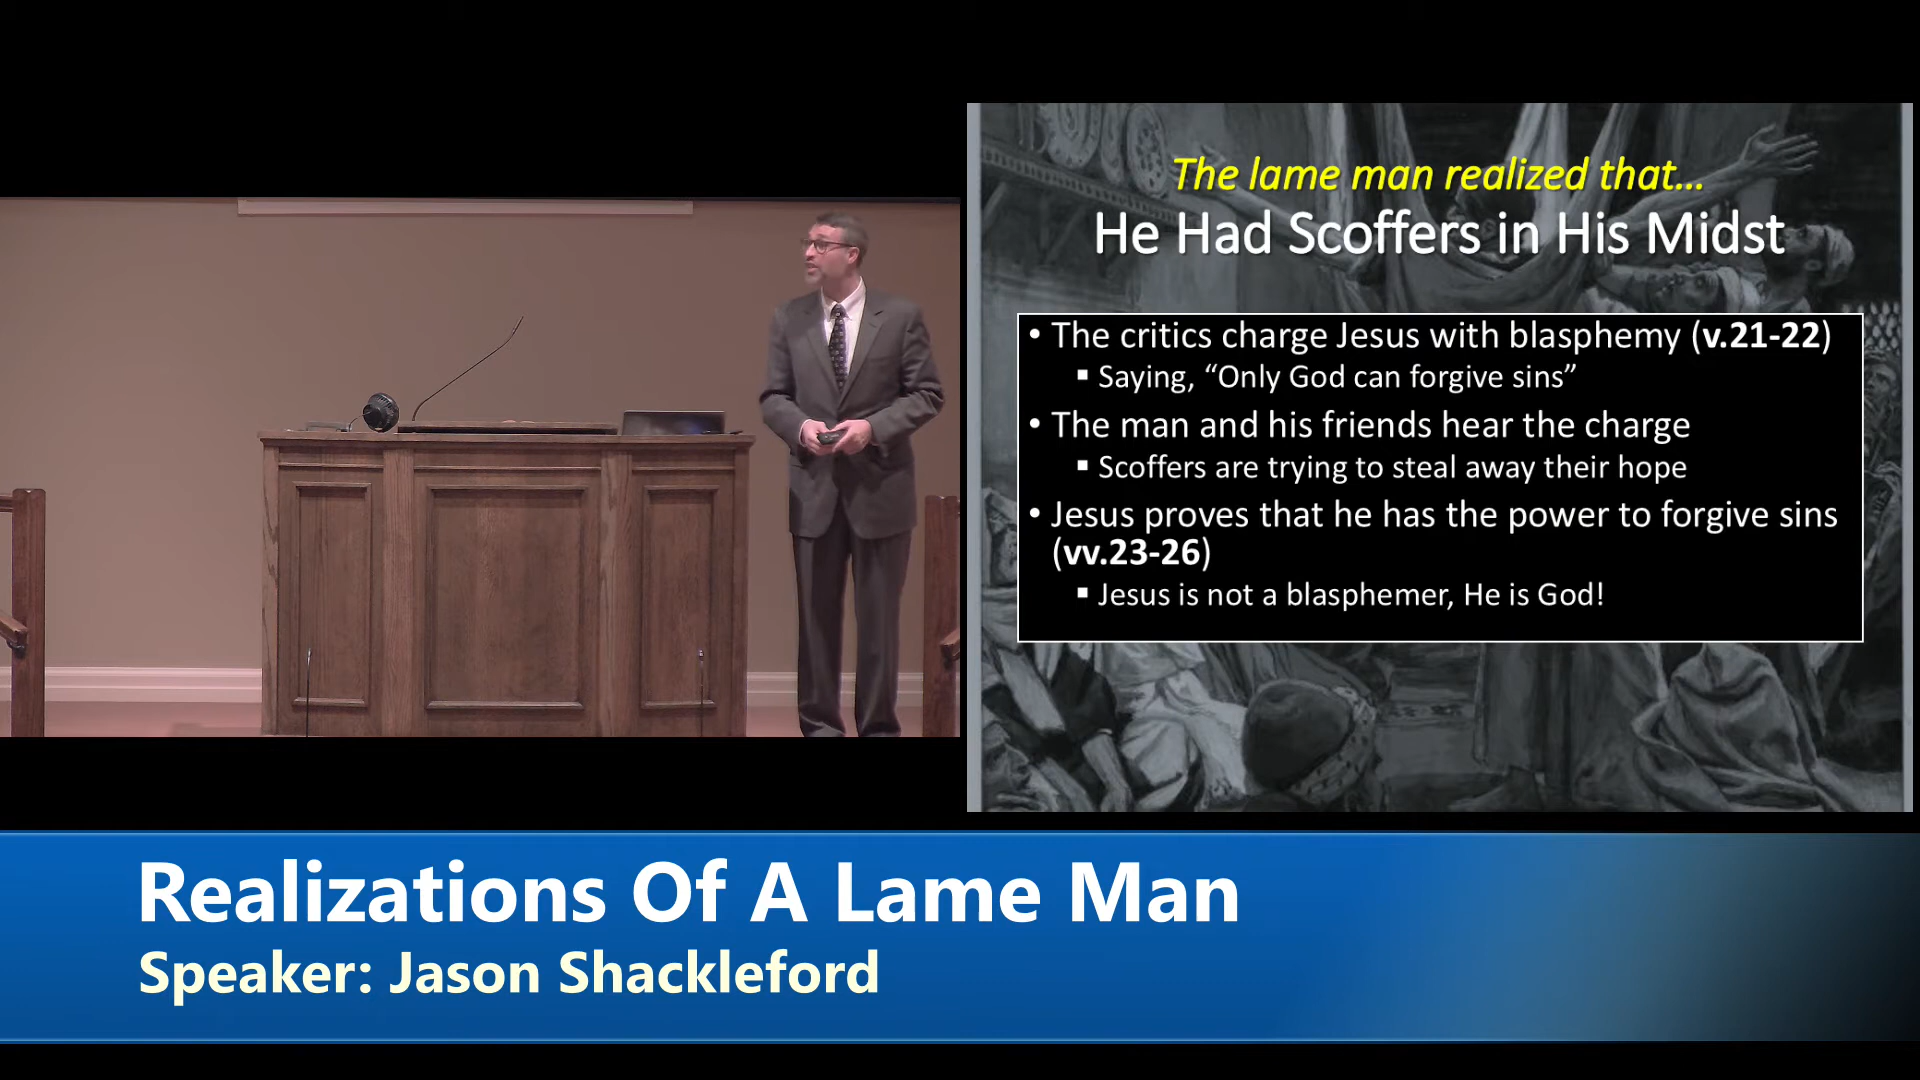 The lame man realized that...
He Had Scoffers in His Midst
• The critics charge Jesus with blasphemy (v.21-22)
▪ Saying, “Only God can forgive sins”
• The man and his friends hear the charge
▪ Scoffers are trying to steal away their hope
• Jesus proves that he has the power to forgive sins
(vv.23-26)
▪ Jesus is not a blasphemer, He is God!
Realizations Of A Lame Man
Speaker: Jason Shackleford